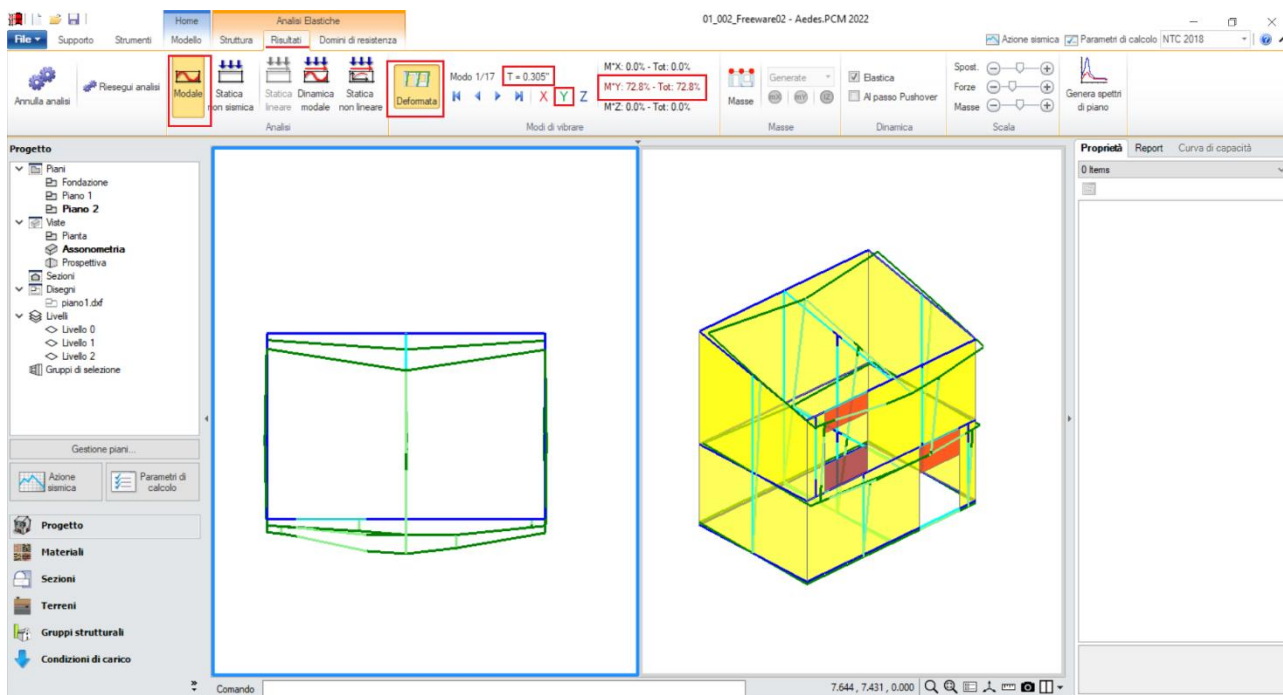 01_002_Freeware02 - Aedes.PCM 2022
Home
Analisi Elastiche
File
Supporto
Strumenti
Modello
Struttura
Risultati
Domini di resistenza
Azione sismica
Parametri di calcolo
NTC 2018
Annulla analisi
Riesegui analisi
Modale
Statica non sismica
Statica lineare
Dinamica modale
Statica non lineare
Analisi
Deformata
Modo 1/17
T = 0.305"
X
Y
Z
M*X: 0.0% - Tot: 0.0%
M*Y: 72.8% - Tot: 72.8%
M*Z: 0.0% - Tot: 0.0%
Modi di vibrare
Masse
Generate
Masse
Elastica
Al passo Pushover
Dinamica
Spost.
Forze
Masse
Scala
Genera spettri di piano
Progetto
Piani
Fondazione
Piano 1
Piano 2
Viste
Pianta
Assonometria
Prospettiva
Sezioni
Disegni
piano1.dxf
Livelli
Livello 0
Livello 1
Livello 2
Gruppi di selezione
Gestione piani...
Azione sismica
Parametri di calcolo
Progetto
Materiali
Sezioni
Terreni
Gruppi strutturali
Condizioni di carico
Proprietà
Report
Curva di capacità
0 Items
Comando
7.644 , 7.431 , 0.000